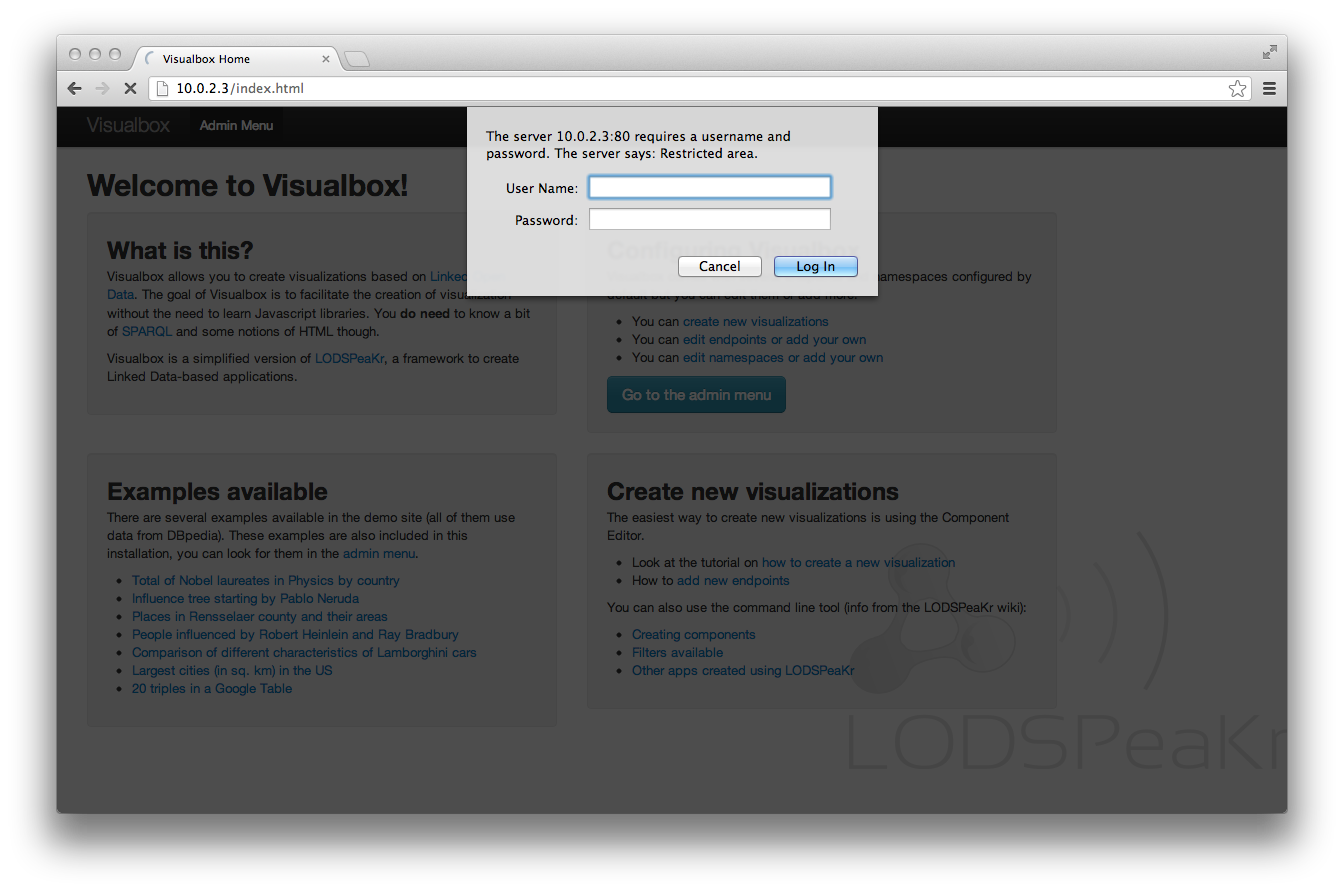 Visualbox Home
10.0.2.3/index.html
Visualbox
Admin Menu
The server 10.0.2.3:80 requires a username and
password. The server says: Restricted area.
User Name:
Password:
Cancel
Log In
Welcome to Visualbox!
What is this?
Visualbox allows you to create visualizations based on Linked
Data. The goal of Visualbox is to facilitate the creation of visualization
without the need to learn Javascript libraries. You do need to know a bit
of SPARQL and some notions of HTML though.
Visualbox is a simplified version of LODSPeaKr, a framework to create
Linked Data-based applications.
Configuring Visualbox
namespaces configured by
default but you can edit them or add more.
• You can create new visualizations
• You can edit endpoints or add your own
• You can edit namespaces or add your own
Go to the admin menu
Examples available
There are several examples available in the demo site (all of them use
data from DBpedia). These examples are also included in this
installation, you can look for them in the admin menu.
• Total of Nobel laureates in Physics by country
• Influence tree starting by Pablo Neruda
• Places in Rensselaer county and their areas
• People influenced by Robert Heinlein and Ray Bradbury
• Comparison of different characteristics of Lamborghini cars
• Largest cities (in sq. km) in the US
• 20 triples in a Google Table
Create new visualizations
The easiest way to create new visualizations is using the Component
Editor.
• Look at the tutorial on how to create a new visualization
• How to add new endpoints
You can also use the command line tool (info from the LODSPeaKr wiki):
• Creating components
• Filters available
• Other apps created using LODSPeaKr
LODSPeaKr